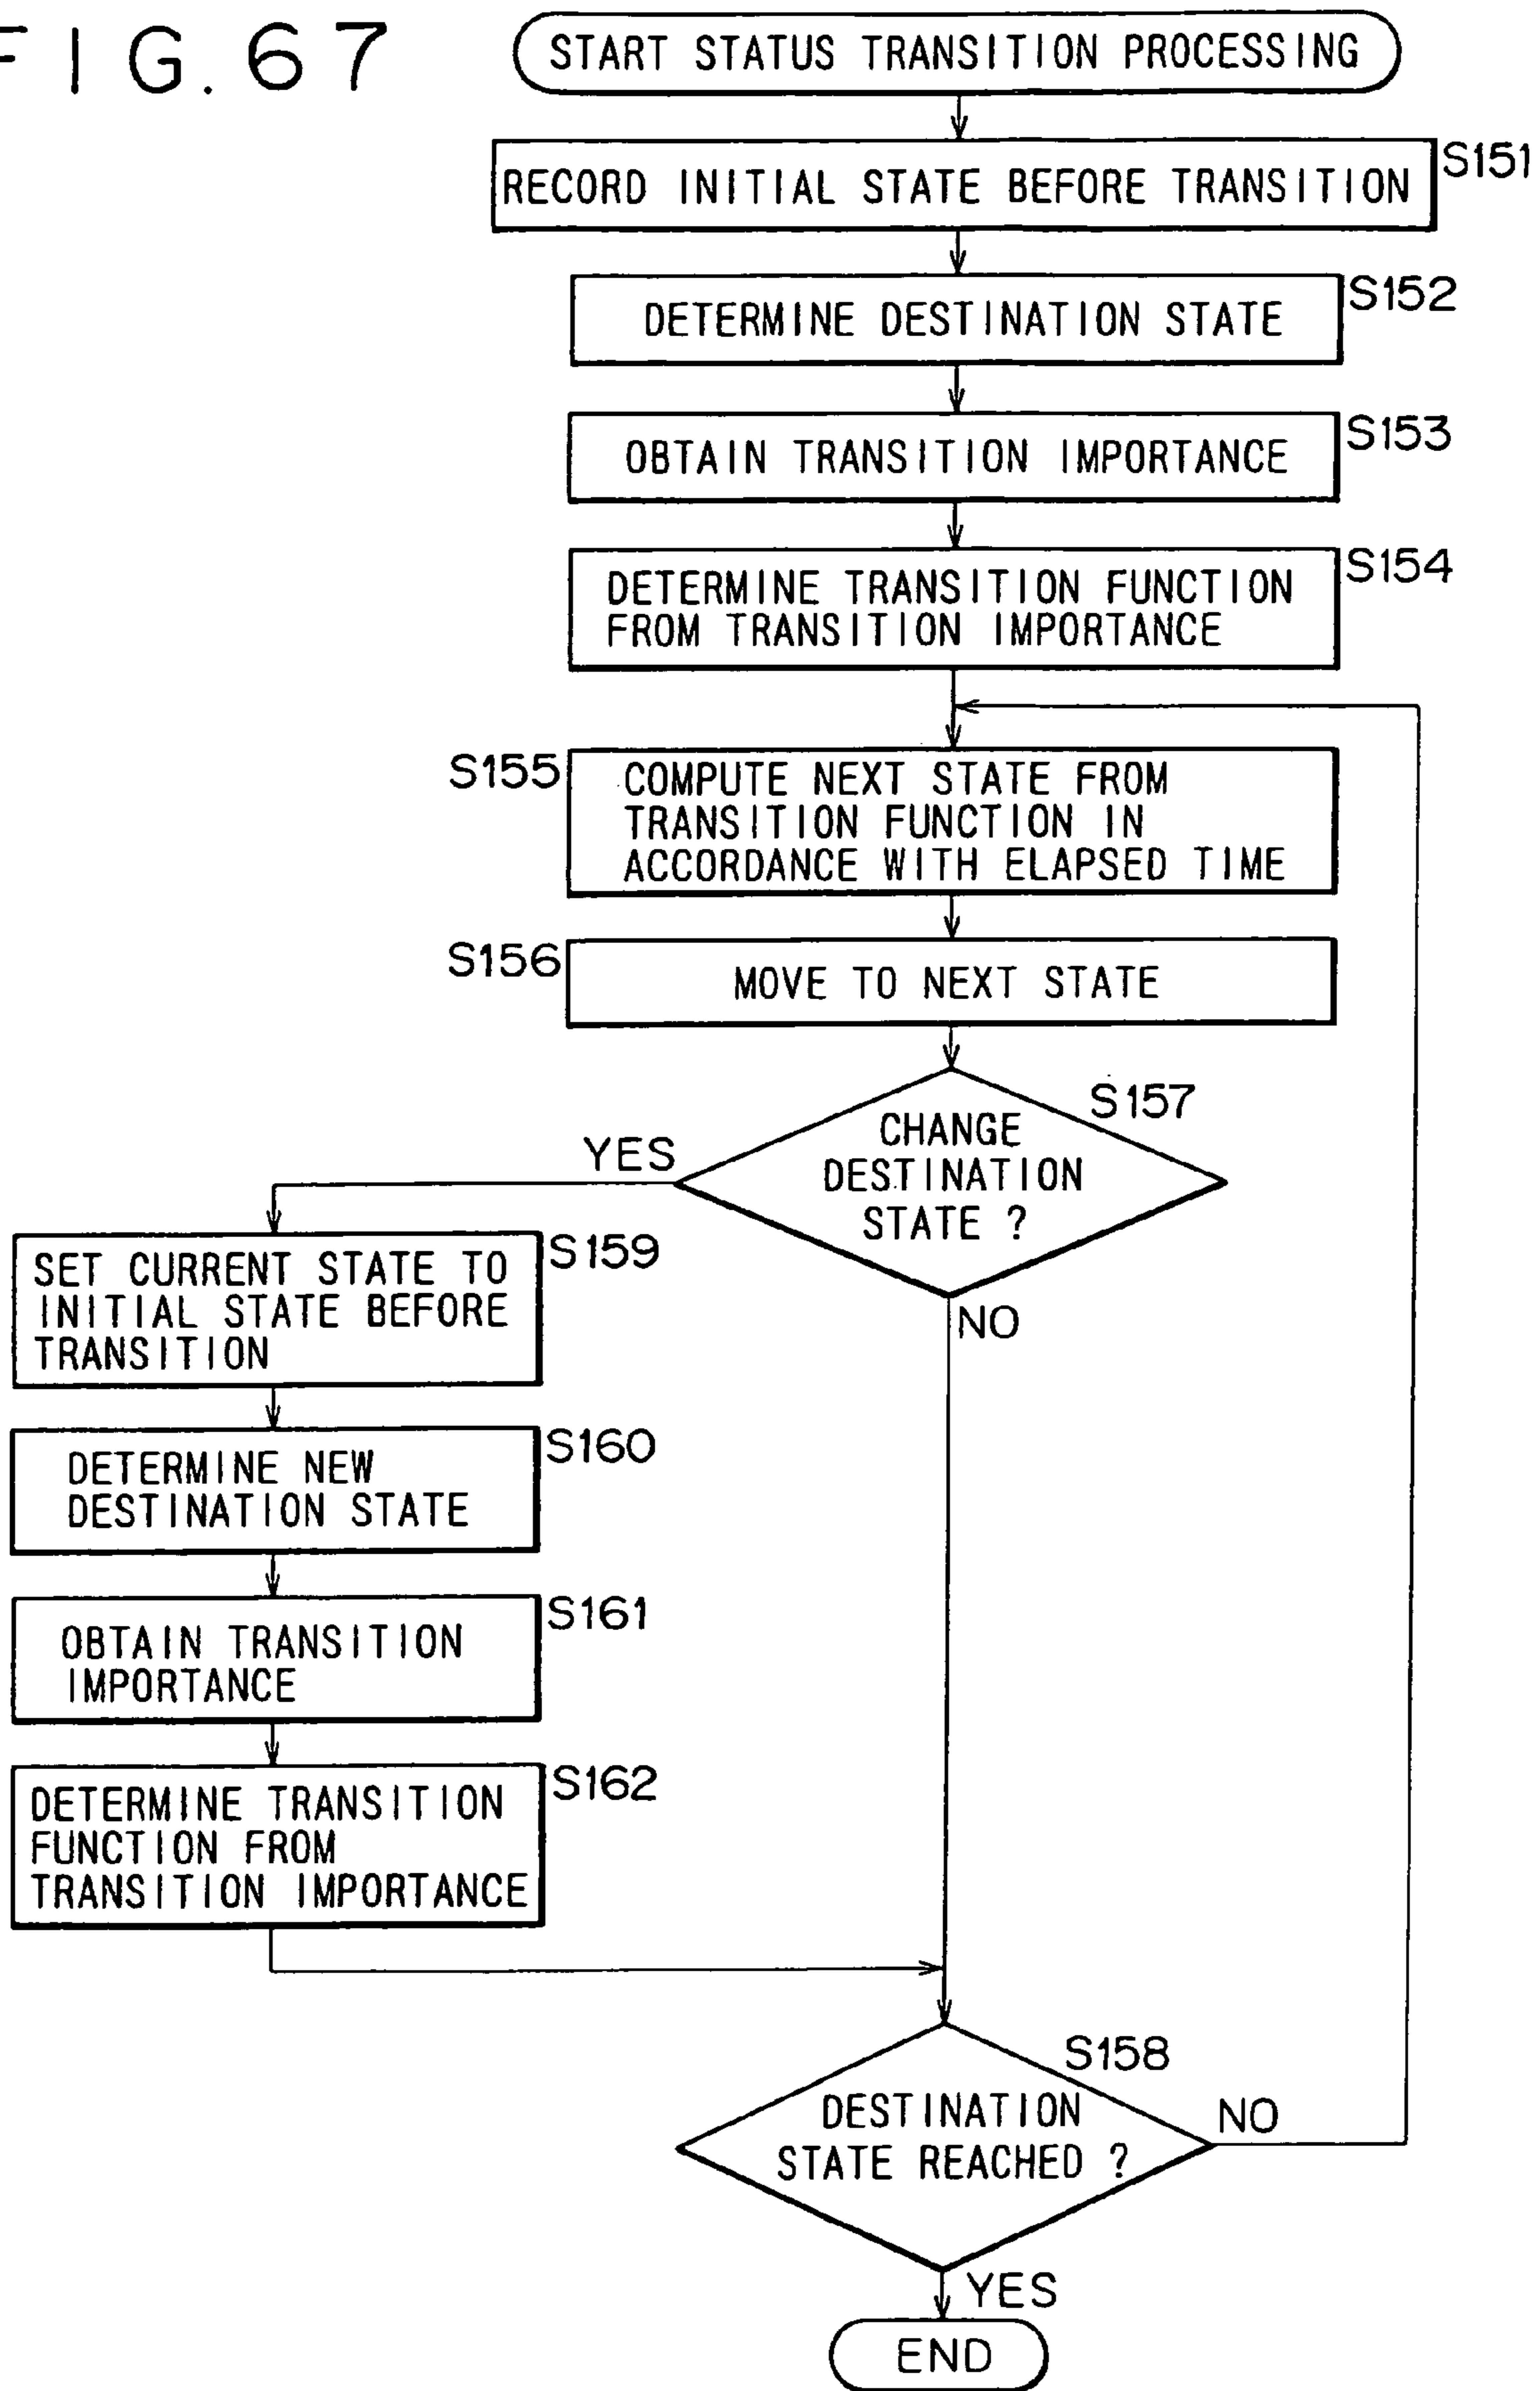 FIG. 67
START STATUS TRANSITION PROCESSING
RECORD INITIAL STATE BEFORE TRANSITION
S151
DETERMINE DESTINATION STATE
S152
OBTAIN TRANSITION IMPORTANCE
S153
DETERMINE TRANSITION FUNCTION
FROM TRANSITION IMPORTANCE
S154
S155
COMPUTE NEXT STATE FROM
TRANSITION FUNCTION IN
ACCORDANCE WITH ELAPSED TIME
S156
MOVE TO NEXT STATE
S157
CHANGE
DESTINATION
STATE ?
YES
NO
SET CURRENT STATE TO
INITIAL STATE BEFORE
TRANSITION
S159
DETERMINE NEW
DESTINATION STATE
S160
OBTAIN TRANSITION
IMPORTANCE
S161
DETERMINE TRANSITION
FUNCTION FROM
TRANSITION IMPORTANCE
S162
S158
DESTINATION
STATE REACHED ?
NO
YES
END